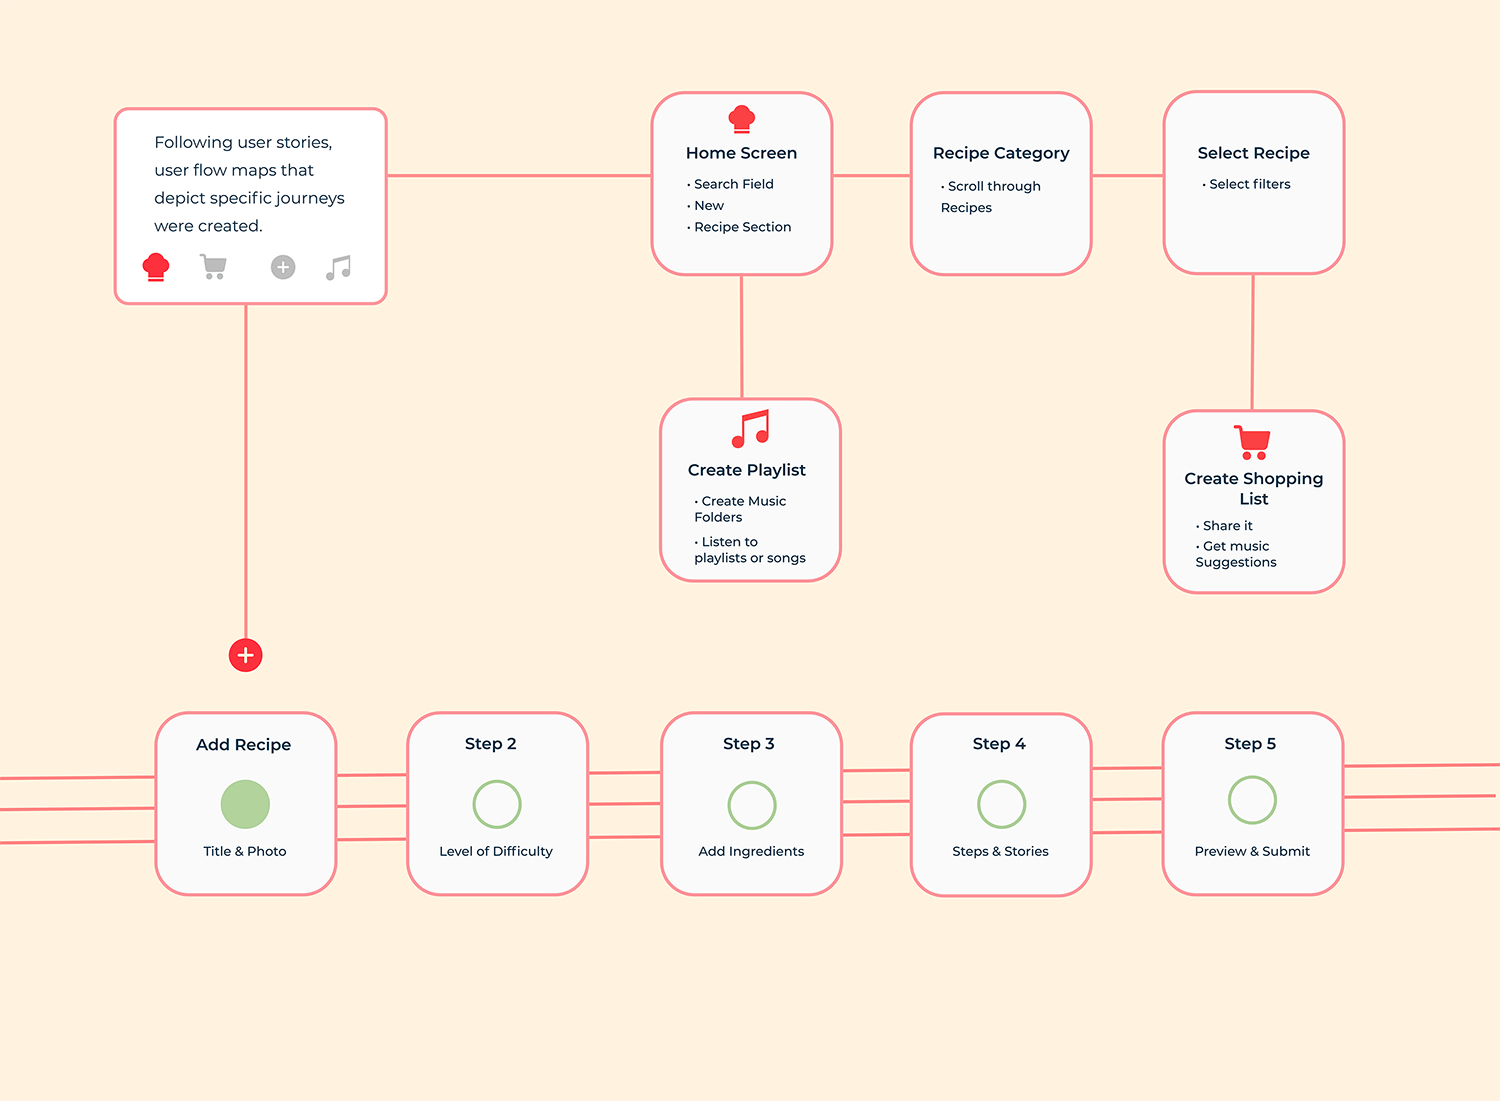 Following user stories,
user flow maps that
depict specific journeys
were created.
Home Screen
• Search Field
• New
• Recipe Section
Recipe Category
• Scroll through
Recipes
Select Recipe
• Select filters
Create Playlist
• Create Music
Folders
• Listen to
playlists or songs
Create Shopping
List
• Share it
• Get music
Suggestions
Add Recipe
Title & Photo
Step 2
Level of Difficulty
Step 3
Add Ingredients
Step 4
Steps & Stories
Step 5
Preview & Submit